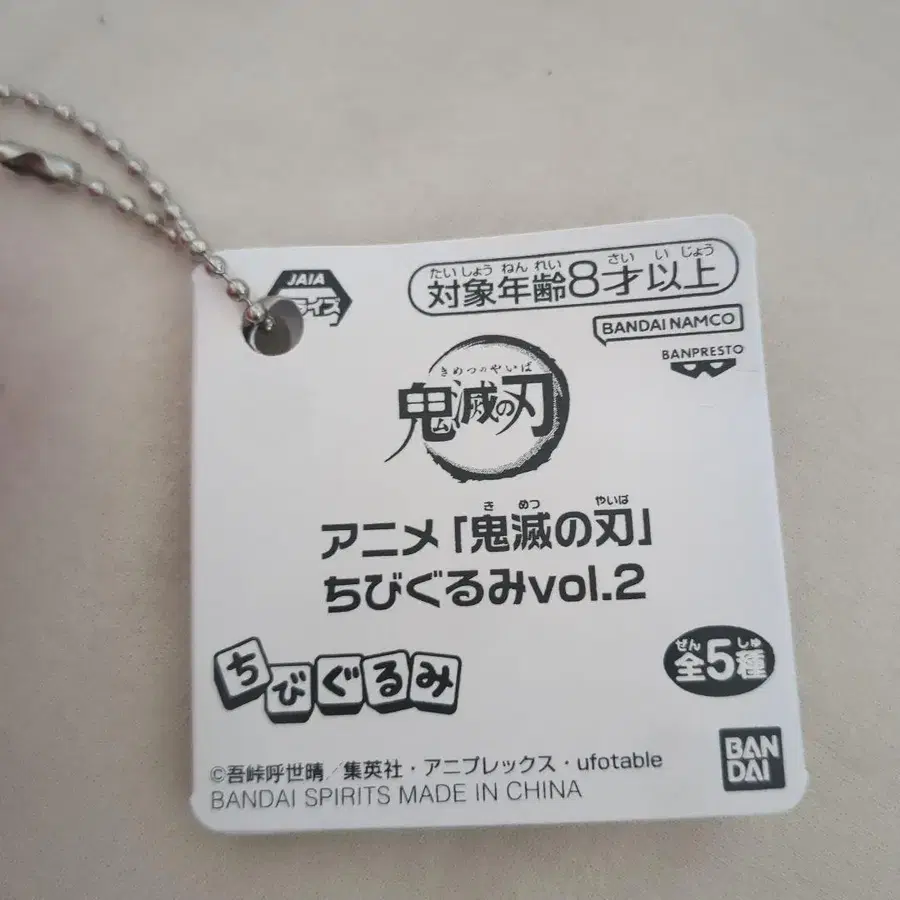 JAIA
たいしょう ねん れい さい い じょう
対象年齢8才以上
BANDAI NAMCO
BANPRESTO
きめつのやいば
鬼滅の刃
き めつ やいば
アニメ「鬼滅の刃」
ちびぐるみvol.2
ちびぐるみ
ぜん しゅ
全5種
©吾峠呼世晴／集英社・アニプレックス・ufotable
BANDAI SPIRITS MADE IN CHINA
BANDAI